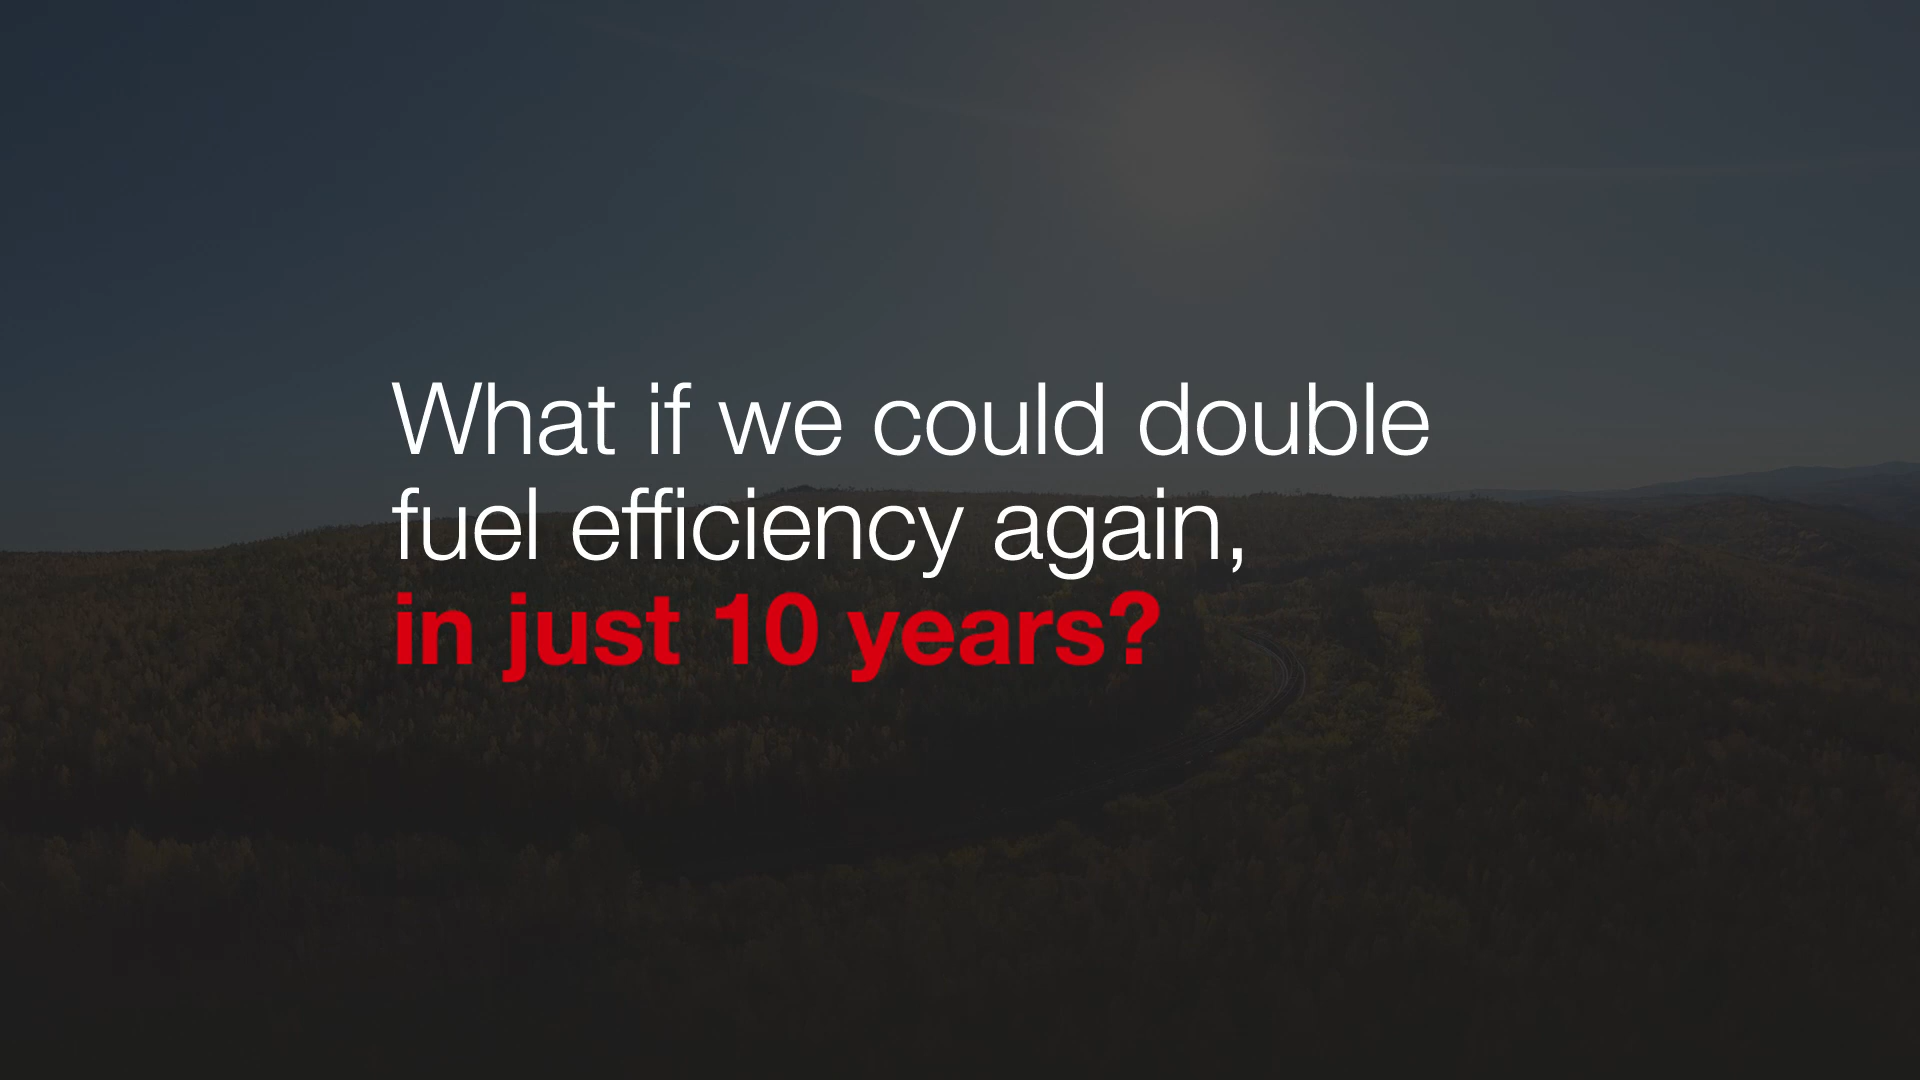 What if we could double
fuel efficiency again,
in just 10 years?